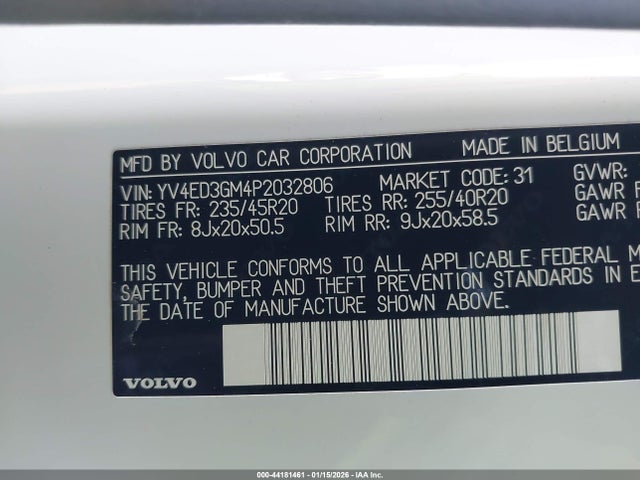 MFD BY VOLVO CAR CORPORATION MADE IN BELGIUM
VIN: YV4ED3GM4P2032806 MARKET CODE: 31 GVWR:
TIRES FR: 235/45R20 TIRES RR: 255/40R20 GAWR F
RIM FR: 8Jx20x50.5 RIM RR: 9Jx20x58.5 GAWR R
THIS VEHICLE CONFORMS TO ALL APPLICABLE FEDERAL M
SAFETY, BUMPER AND THEFT PREVENTION STANDARDS IN E
THE DATE OF MANUFACTURE SHOWN ABOVE.
VOLVO
000-44181461 - 01/15/2026 - IAAI.com